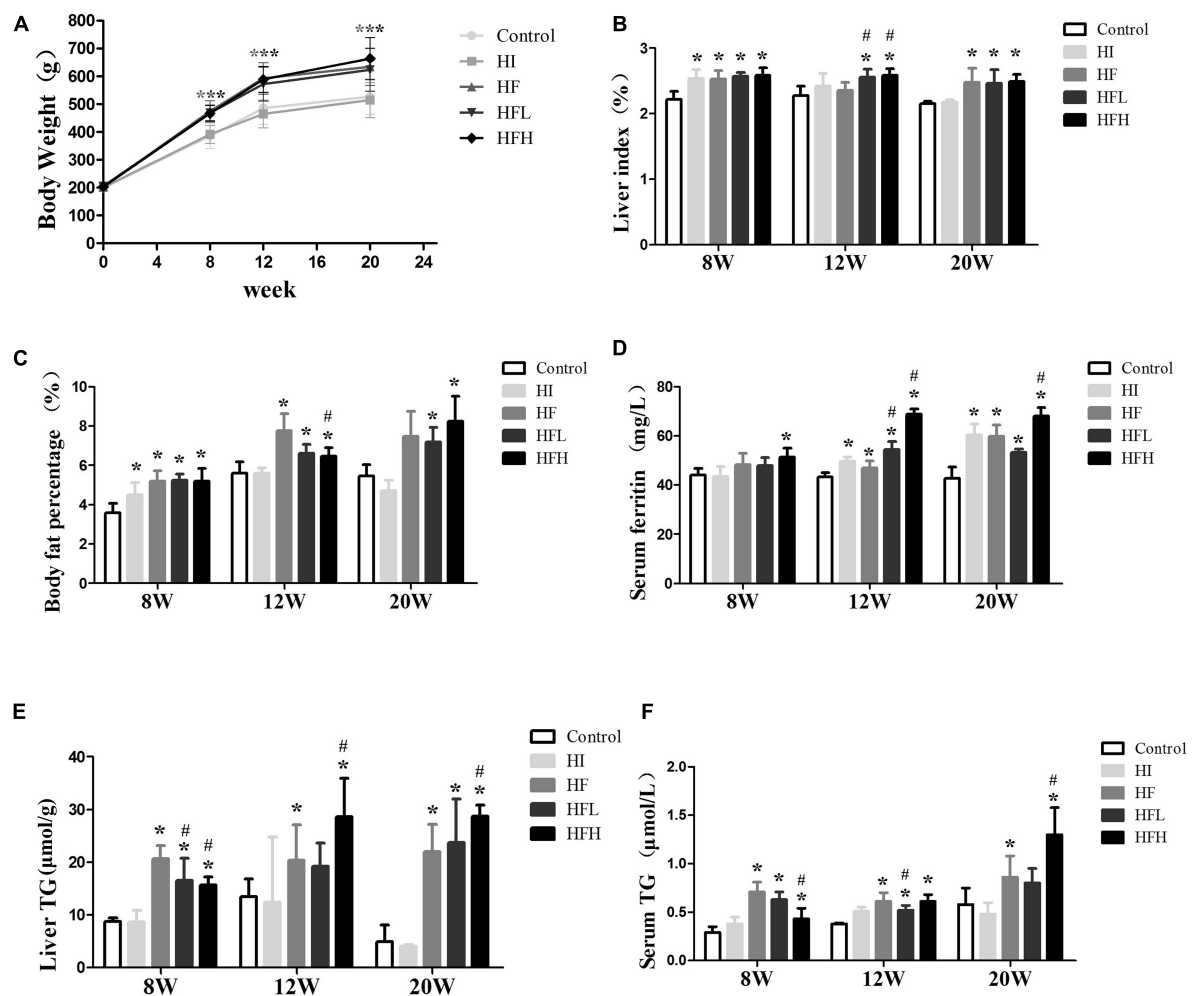 A
Body Weight (g)
800
700
600
500
400
300
200
100
0
***
***
***
0 4 8 12 16 20 24
week
Control
HI
HF
HFL
HFH
B
Liver index (%)
3
2
1
0
* * * *
# #
* *
* * *
8W 12W 20W
Control
HI
HF
HFL
HFH
C
Body fat percentage (%)
10
8
6
4
2
0
* * * *
* * # *
* *
8W 12W 20W
Control
HI
HF
HFL
HFH
D
Serum ferritin (mg/L)
80
60
40
20
0
*
* * # * # *
* * * # *
8W 12W 20W
Control
HI
HF
HFL
HFH
E
Liver TG (μmol/g)
40
30
20
10
0
* # * # *
* # *
* * # *
8W 12W 20W
Control
HI
HF
HFL
HFH
F
Serum TG (μmol/L)
2.0
1.5
1.0
0.5
0.0
* * # *
* # * *
* # *
8W 12W 20W
Control
HI
HF
HFL
HFH